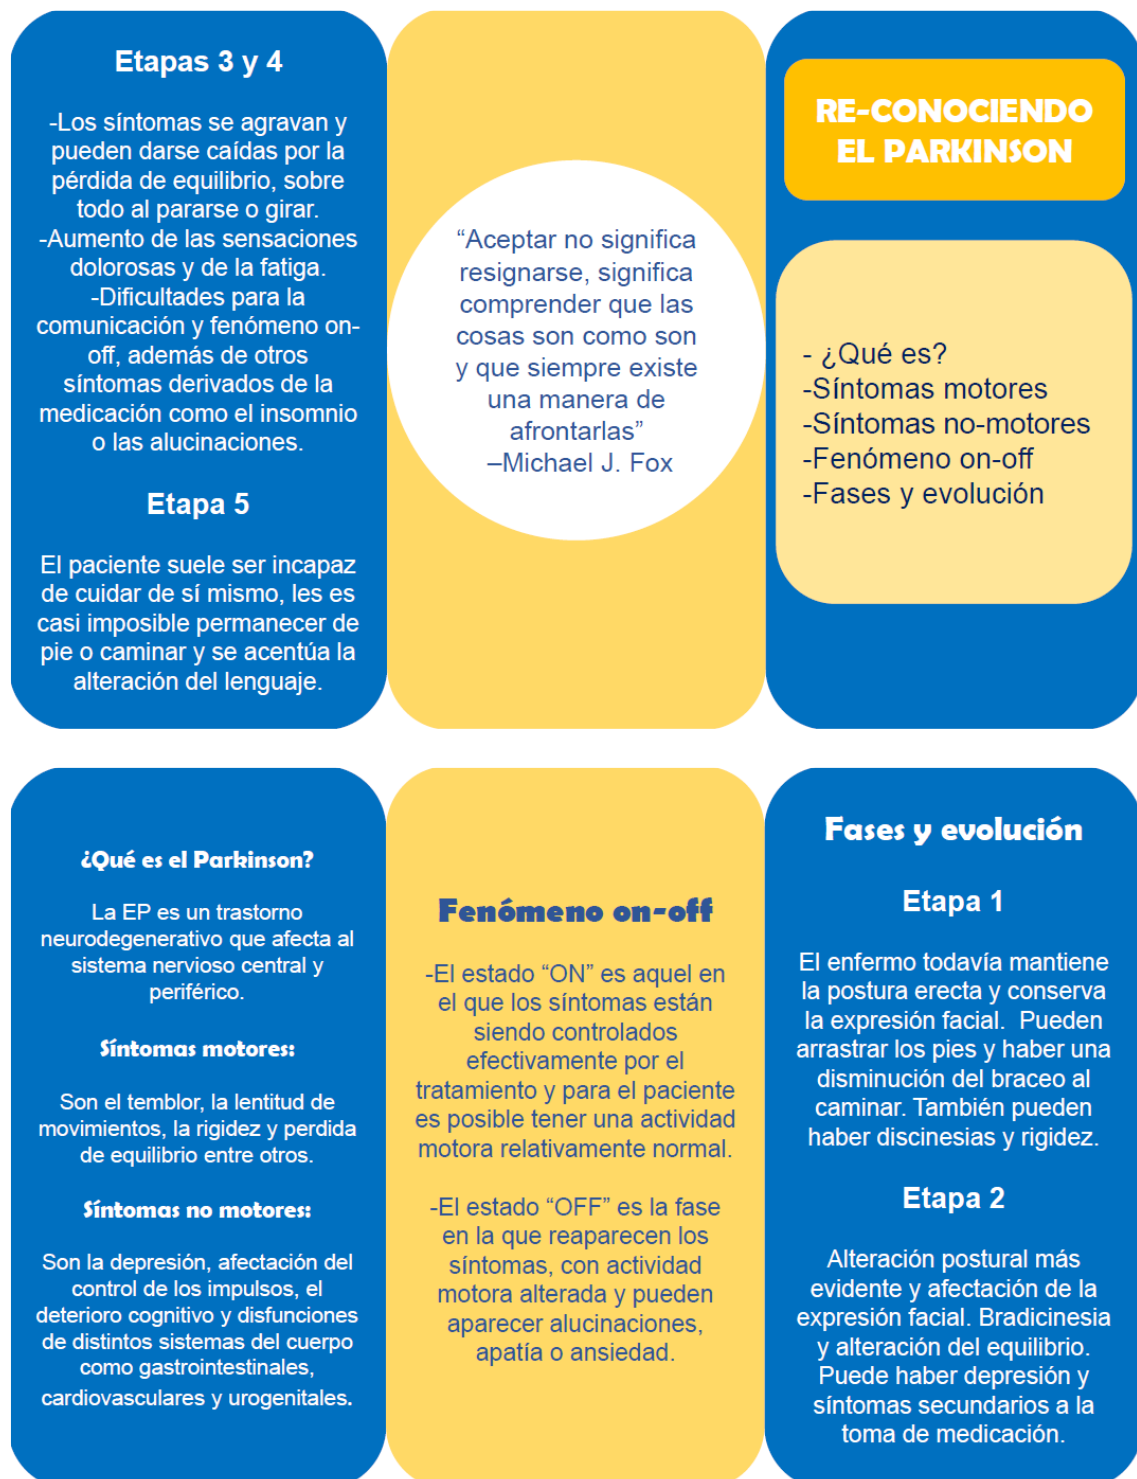 Etapas 3 y 4
-Los síntomas se agravan y
pueden darse caídas por la
pérdida de equilibrio, sobre
todo al pararse o girar.
-Aumento de las sensaciones
dolorosas y de la fatiga.
-Dificultades para la
comunicación y fenómeno on-
off, además de otros
síntomas derivados de la
medicación como el insomnio
o las alucinaciones.
Etapa 5
El paciente suele ser incapaz
de cuidar de sí mismo, les es
casi imposible permanecer de
pie o caminar y se acentúa la
alteración del lenguaje.
“Aceptar no significa
resignarse, significa
comprender que las
cosas son como son
y que siempre existe
una manera de
afrontarlas”
–Michael J. Fox
RE-CONOCIENDO
EL PARKINSON
- ¿Qué es?
-Síntomas motores
-Síntomas no-motores
-Fenómeno on-off
-Fases y evolución
¿Qué es el Parkinson?
La EP es un trastorno
neurodegenerativo que afecta al
sistema nervioso central y
periférico.
Síntomas motores:
Son el temblor, la lentitud de
movimientos, la rigidez y perdida
de equilibrio entre otros.
Síntomas no motores:
Son la depresión, afectación del
control de los impulsos, el
deterioro cognitivo y disfunciones
de distintos sistemas del cuerpo
como gastrointestinales,
cardiovasculares y urogenitales.
Fenómeno on-off
-El estado “ON” es aquel en
el que los síntomas están
siendo controlados
efectivamente por el
tratamiento y para el paciente
es posible tener una actividad
motora relativamente normal.
-El estado “OFF” es la fase
en la que reaparecen los
síntomas, con actividad
motora alterada y pueden
aparecer alucinaciones,
apatía o ansiedad.
Fases y evolución
Etapa 1
El enfermo todavía mantiene
la postura erecta y conserva
la expresión facial. Pueden
arrastrar los pies y haber una
disminución del braceo al
caminar. También pueden
haber discinesias y rigidez.
Etapa 2
Alteración postural más
evidente y afectación de la
expresión facial. Bradicinesia
y alteración del equilibrio.
Puede haber depresión y
síntomas secundarios a la
toma de medicación.